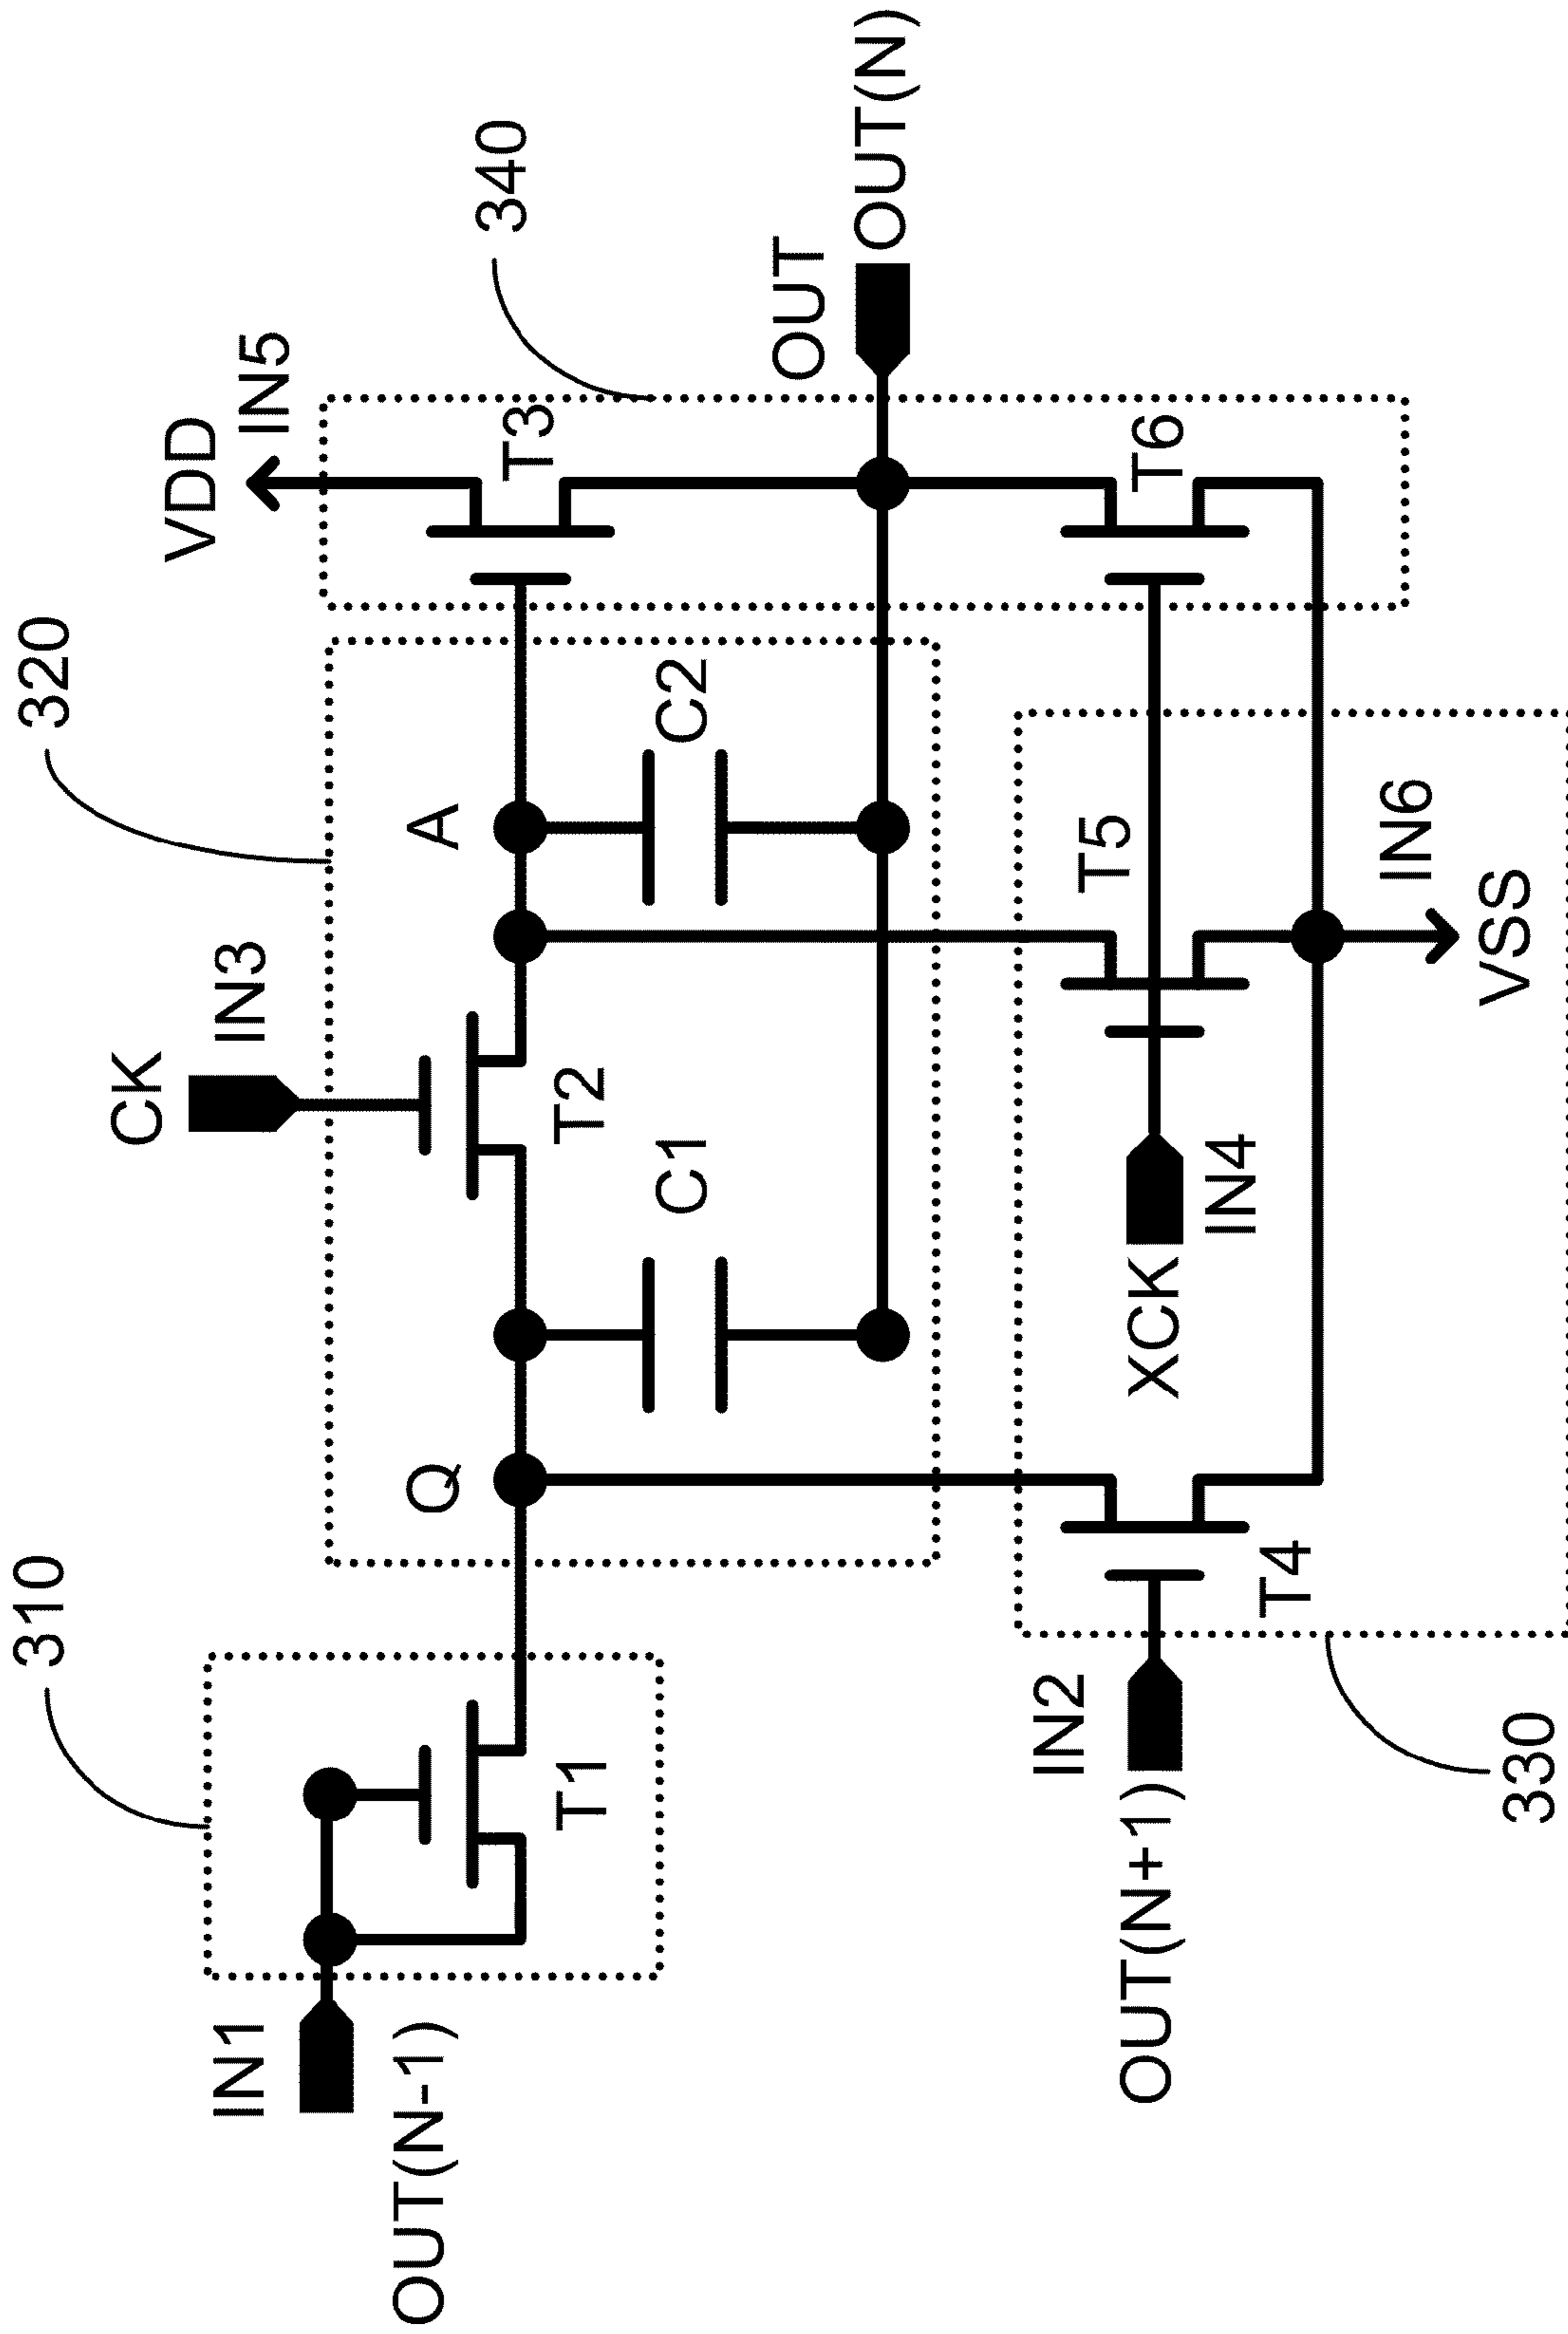 310
320
340
CK
IN3
VDD
IN5
IN1
OUT(N-1)
T1
Q
A
T2
T3
C1
C2
OUT
OUT(N)
IN2
OUT(N+1)
T4
XCK
IN4
T5
T6
IN6
VSS
330